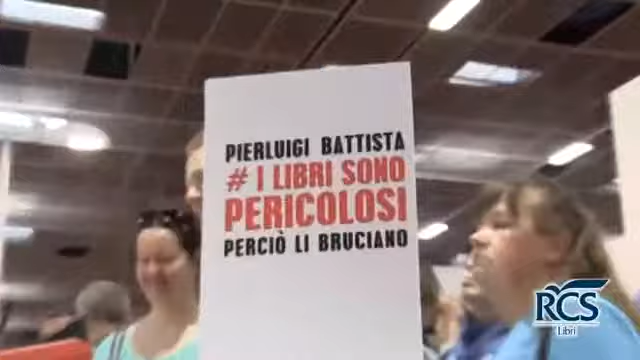 PIERLUIGI BATTISTA
# I LIBRI SONO
PERICOLOSI
PERCIÒ LI BRUCIANO
RCS
Libri